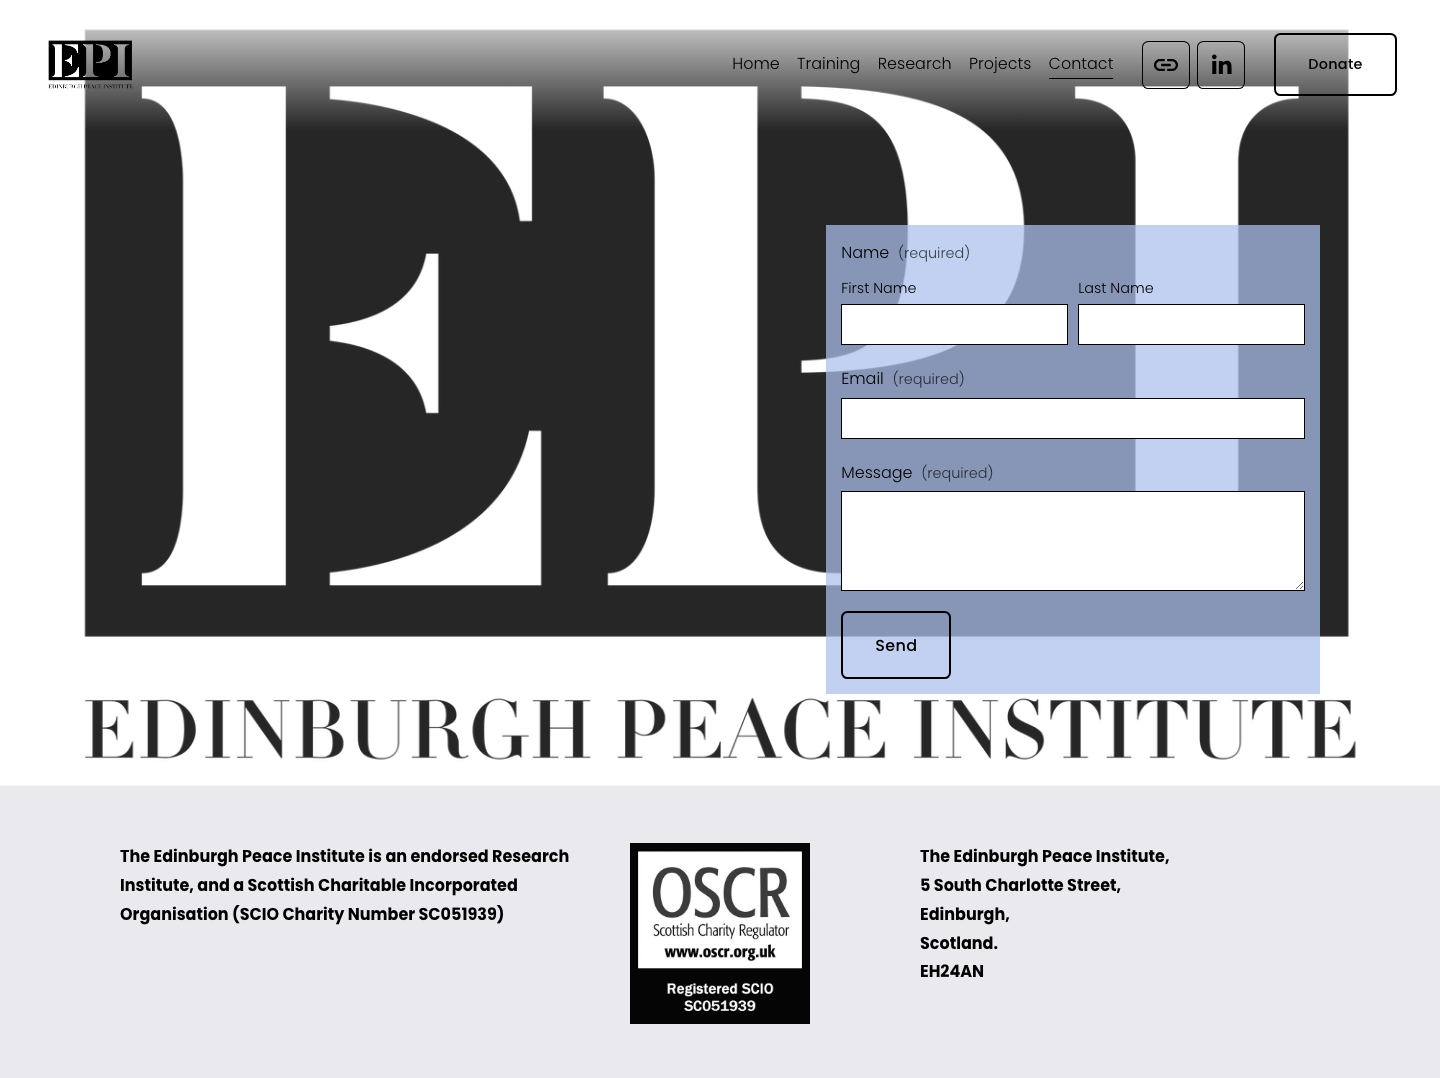 EPI
EDINBURGH PEACE INSTITUTE
Home Training Research Projects Contact Donate
EPI
Name (required)
First Name Last Name
Email (required)
Message (required)
Send
EDINBURGH PEACE INSTITUTE
The Edinburgh Peace Institute is an endorsed Research
Institute, and a Scottish Charitable Incorporated
Organisation (SCIO Charity Number SC051939)
OSCR
Scottish Charity Regulator
www.oscr.org.uk
Registered SCIO
SC051939
The Edinburgh Peace Institute,
5 South Charlotte Street,
Edinburgh,
Scotland.
EH24AN